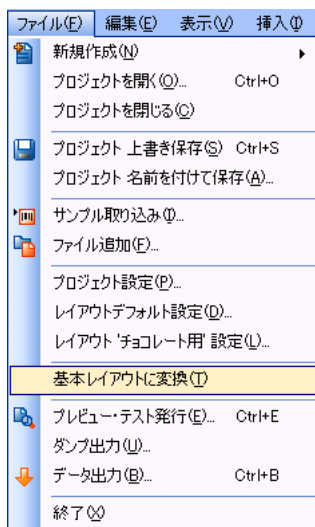 ファイル(F) 編集(E) 表示(V) 挿入(I)
新規作成(N)
プロジェクトを開く(O)... Ctrl+O
プロジェクトを閉じる(C)
プロジェクト 上書き保存(S) Ctrl+S
プロジェクト 名前を付けて保存(A)...
サンプル取り込み(I)...
ファイル追加(F)...
プロジェクト設定(P)...
レイアウトデフォルト設定(D)...
レイアウト 'チョコレート用' 設定(L)...
基本レイアウトに変換(T)
プレビュー・テスト発行(E)... Ctrl+E
ダンプ出力(U)...
データ出力(B)... Ctrl+B
終了(X)